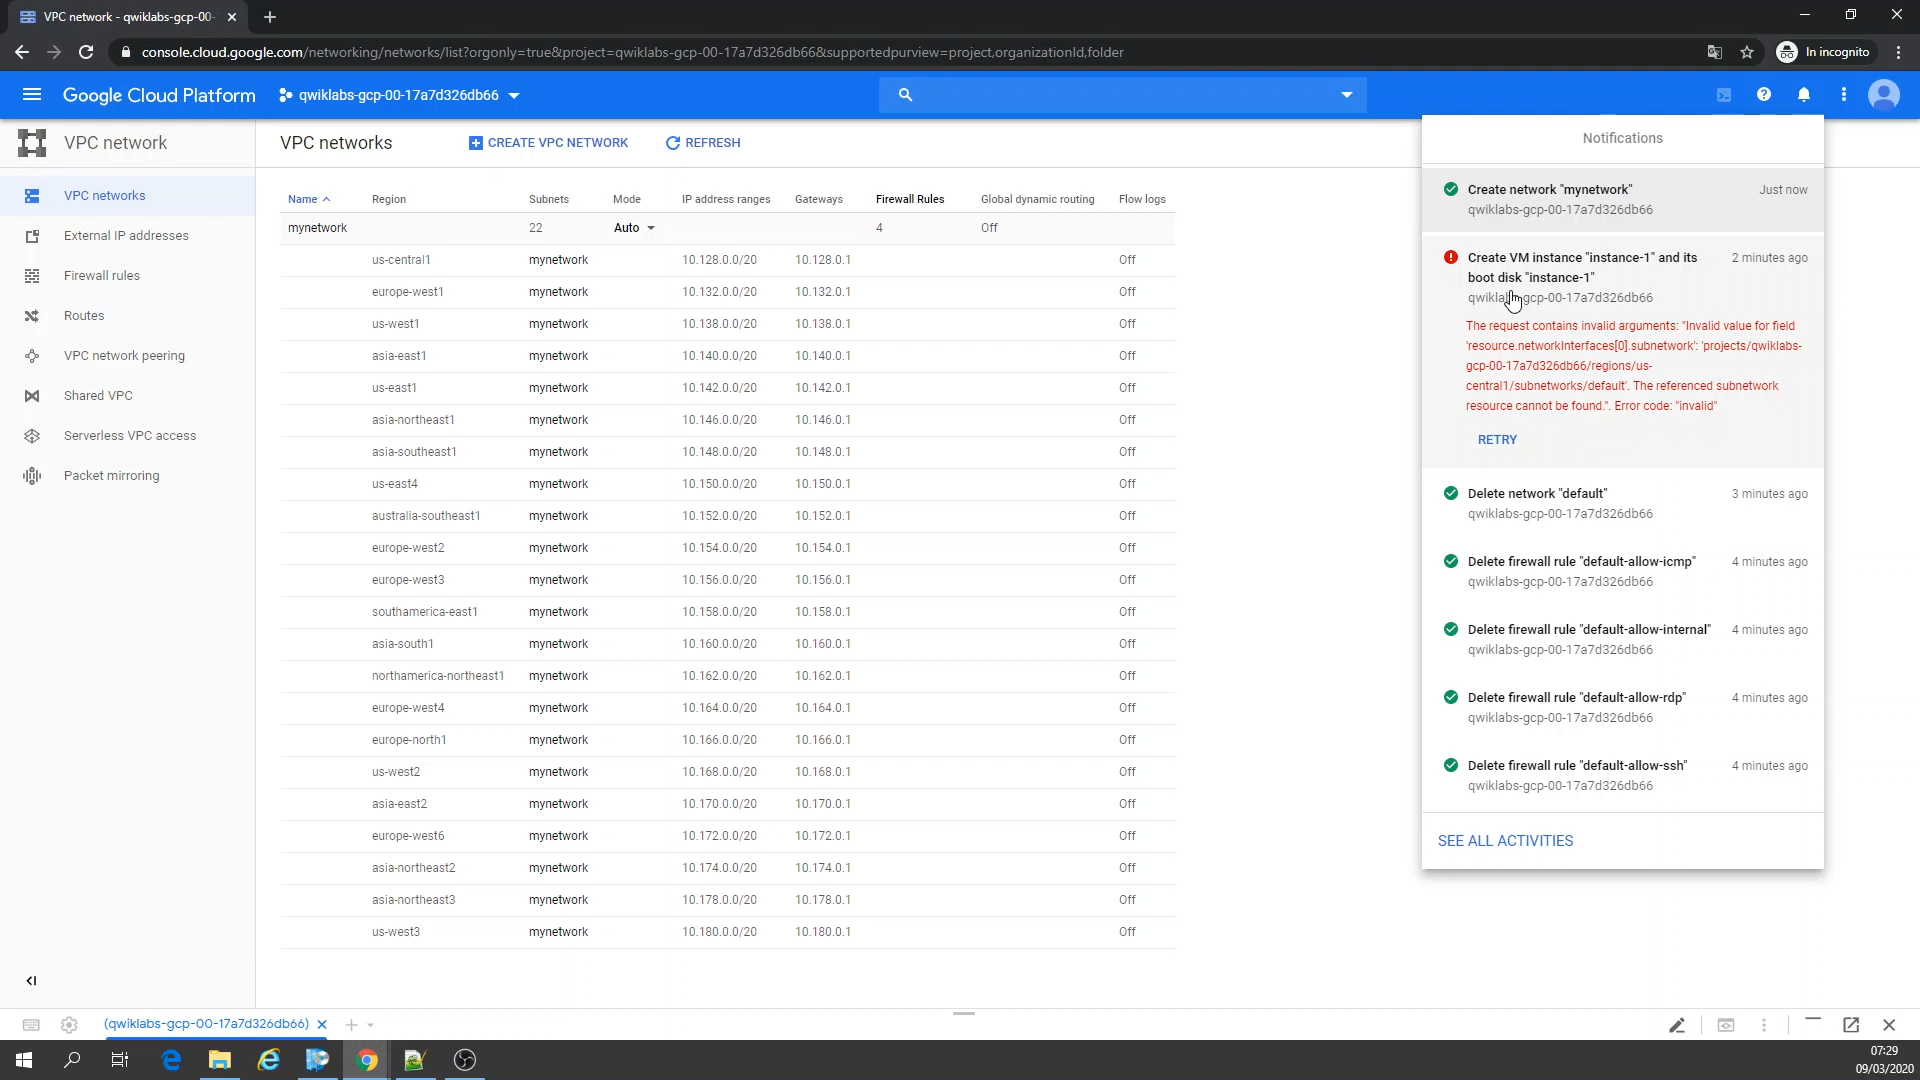 VPC network - qwiklabs-gcp-00-
console.cloud.google.com/networking/networks/list?orgonly=true&project=qwiklabs-gcp-00-17a7d326db66&supportedpurview=project,organizationId,folder
In incognito
Google Cloud Platform
qwiklabs-gcp-00-17a7d326db66
VPC network
VPC networks
External IP addresses
Firewall rules
Routes
VPC network peering
Shared VPC
Serverless VPC access
Packet mirroring
VPC networks CREATE VPC NETWORK REFRESH
Name Region Subnets Mode IP address ranges Gateways Firewall Rules Global dynamic routing Flow logs
mynetwork 22 Auto 4 Off
us-central1 mynetwork 10.128.0.0/20 10.128.0.1 Off
europe-west1 mynetwork 10.132.0.0/20 10.132.0.1 Off
us-west1 mynetwork 10.138.0.0/20 10.138.0.1 Off
asia-east1 mynetwork 10.140.0.0/20 10.140.0.1 Off
us-east1 mynetwork 10.142.0.0/20 10.142.0.1 Off
asia-northeast1 mynetwork 10.146.0.0/20 10.146.0.1 Off
asia-southeast1 mynetwork 10.148.0.0/20 10.148.0.1 Off
us-east4 mynetwork 10.150.0.0/20 10.150.0.1 Off
australia-southeast1 mynetwork 10.152.0.0/20 10.152.0.1 Off
europe-west2 mynetwork 10.154.0.0/20 10.154.0.1 Off
europe-west3 mynetwork 10.156.0.0/20 10.156.0.1 Off
southamerica-east1 mynetwork 10.158.0.0/20 10.158.0.1 Off
asia-south1 mynetwork 10.160.0.0/20 10.160.0.1 Off
northamerica-northeast1 mynetwork 10.162.0.0/20 10.162.0.1 Off
europe-west4 mynetwork 10.164.0.0/20 10.164.0.1 Off
europe-north1 mynetwork 10.166.0.0/20 10.166.0.1 Off
us-west2 mynetwork 10.168.0.0/20 10.168.0.1 Off
asia-east2 mynetwork 10.170.0.0/20 10.170.0.1 Off
europe-west6 mynetwork 10.172.0.0/20 10.172.0.1 Off
asia-northeast2 mynetwork 10.174.0.0/20 10.174.0.1 Off
asia-northeast3 mynetwork 10.178.0.0/20 10.178.0.1 Off
us-west3 mynetwork 10.180.0.0/20 10.180.0.1 Off
Notifications
Create network "mynetwork" Just now
qwiklabs-gcp-00-17a7d326db66
Create VM instance "instance-1" and its 2 minutes ago
boot disk "instance-1"
qwiklabs-gcp-00-17a7d326db66
The request contains invalid arguments: "Invalid value for field
'resource.networkInterfaces[0].subnetwork': 'projects/qwiklabs-
gcp-00-17a7d326db66/regions/us-
central1/subnetworks/default'. The referenced subnetwork
resource cannot be found.". Error code: "invalid"
RETRY
Delete network "default" 3 minutes ago
qwiklabs-gcp-00-17a7d326db66
Delete firewall rule "default-allow-icmp" 4 minutes ago
qwiklabs-gcp-00-17a7d326db66
Delete firewall rule "default-allow-internal" 4 minutes ago
qwiklabs-gcp-00-17a7d326db66
Delete firewall rule "default-allow-rdp" 4 minutes ago
qwiklabs-gcp-00-17a7d326db66
Delete firewall rule "default-allow-ssh" 4 minutes ago
qwiklabs-gcp-00-17a7d326db66
SEE ALL ACTIVITIES
(qwiklabs-gcp-00-17a7d326db66)
07:29
09/03/2020